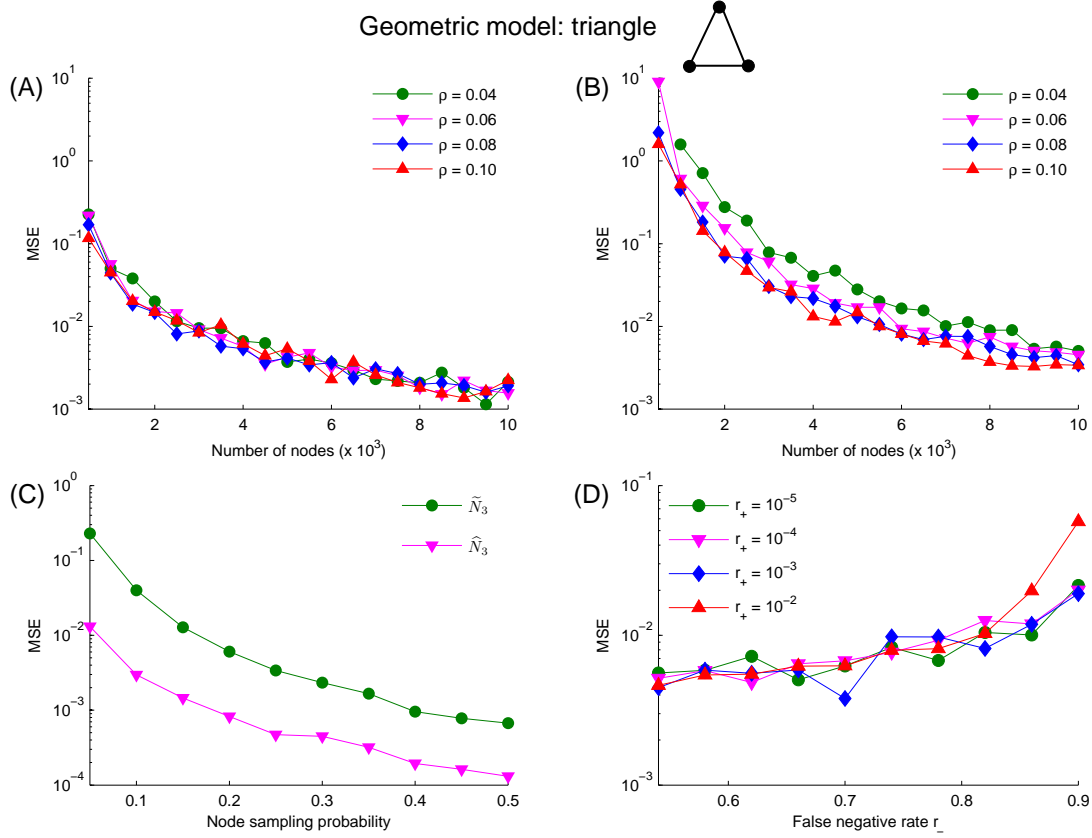 Geometric model: triangle
(A)
10^1
10^0
10^−1
10^−2
10^−3
MSE
ρ = 0.04
ρ = 0.06
ρ = 0.08
ρ = 0.10
2 4 6 8 10
Number of nodes (x 10^3)
(B)
10^1
10^0
10^−1
10^−2
10^−3
MSE
ρ = 0.04
ρ = 0.06
ρ = 0.08
ρ = 0.10
2 4 6 8 10
Number of nodes (x 10^3)
(C)
10^0
10^−1
10^−2
10^−3
10^−4
MSE
Ñ_3
N̂_3
0.1 0.2 0.3 0.4 0.5
Node sampling probability
(D)
10^−1
10^−2
10^−3
MSE
r_+ = 10^−5
r_+ = 10^−4
r_+ = 10^−3
r_+ = 10^−2
0.6 0.7 0.8 0.9
False negative rate r_−